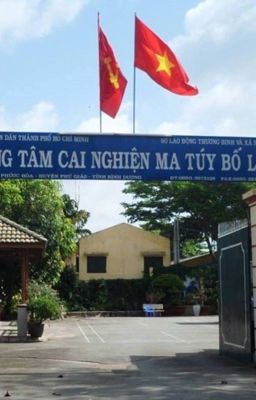 N DÂN THÀNH PHỐ HỒ CHÍ MINH
BỘ LAO ĐỘNG THƯƠNG BINH VÀ XÃ
NG TÂM CAI NGHIỆN MA TÚY BỐ L
PHƯỚC HÒA - HUYỆN PHÚ GIÁO - TỈNH BÌNH DƯƠNG